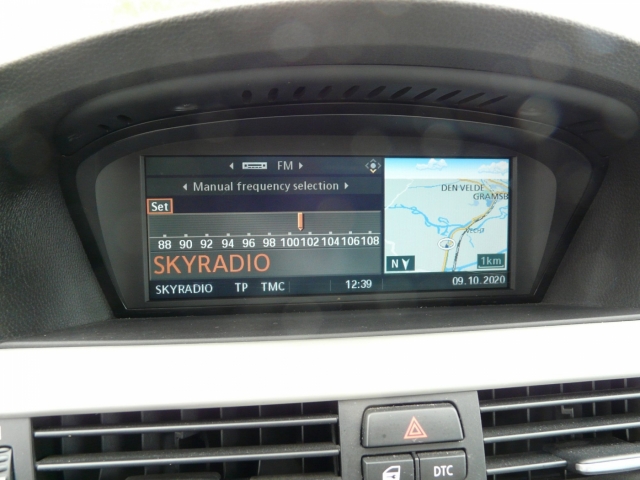 FM
Manual frequency selection
Set
88 90 92 94 96 98 100 102 104 106 108
SKYRADIO
SKYRADIO TP TMC 12:39
DEN VELDE
GRAMSB
N
1km
09.10.2020
DTC